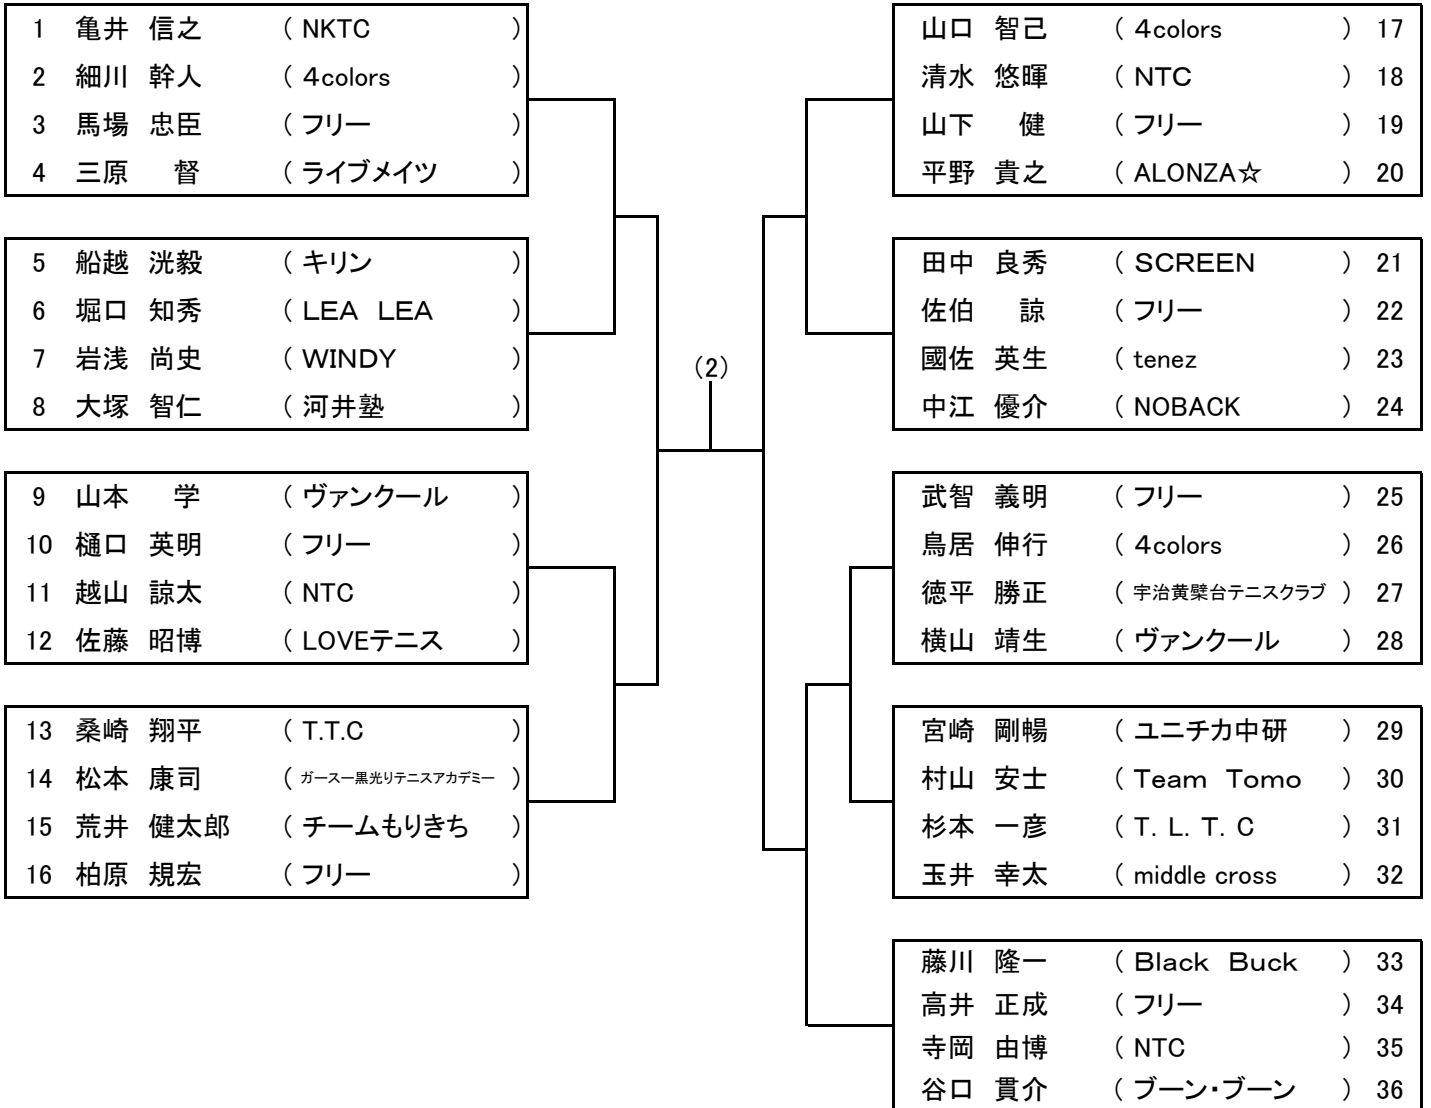 1 亀井 信之 ( NKTC )
2 細川 幹人 ( 4colors )
3 馬場 忠臣 ( フリー )
4 三原 督 ( ライブメイツ )
5 船越 洸毅 ( キリン )
6 堀口 知秀 ( LEA LEA )
7 岩浅 尚史 ( WINDY )
8 大塚 智仁 ( 河井塾 )
9 山本 学 ( ヴァンクール )
10 樋口 英明 ( フリー )
11 越山 諒太 ( NTC )
12 佐藤 昭博 ( LOVEテニス )
13 桑崎 翔平 ( T.T.C )
14 松本 康司 ( ガースー黒光りテニスアカデミー )
15 荒井 健太郎 ( チームもりきち )
16 柏原 規宏 ( フリー )
(2)
山口 智己 ( 4colors ) 17
清水 悠暉 ( NTC ) 18
山下 健 ( フリー ) 19
平野 貴之 ( ALONZA☆ ) 20
田中 良秀 ( SCREEN ) 21
佐伯 諒 ( フリー ) 22
國佐 英生 ( tenez ) 23
中江 優介 ( NOBACK ) 24
武智 義明 ( フリー ) 25
鳥居 伸行 ( 4colors ) 26
徳平 勝正 ( 宇治黄檗台テニスクラブ ) 27
横山 靖生 ( ヴァンクール ) 28
宮崎 剛暢 ( ユニチカ中研 ) 29
村山 安士 ( Team Tomo ) 30
杉本 一彦 ( T. L. T. C ) 31
玉井 幸太 ( middle cross ) 32
藤川 隆一 ( Black Buck ) 33
高井 正成 ( フリー ) 34
寺岡 由博 ( NTC ) 35
谷口 貫介 ( ブーン・ブーン ) 36